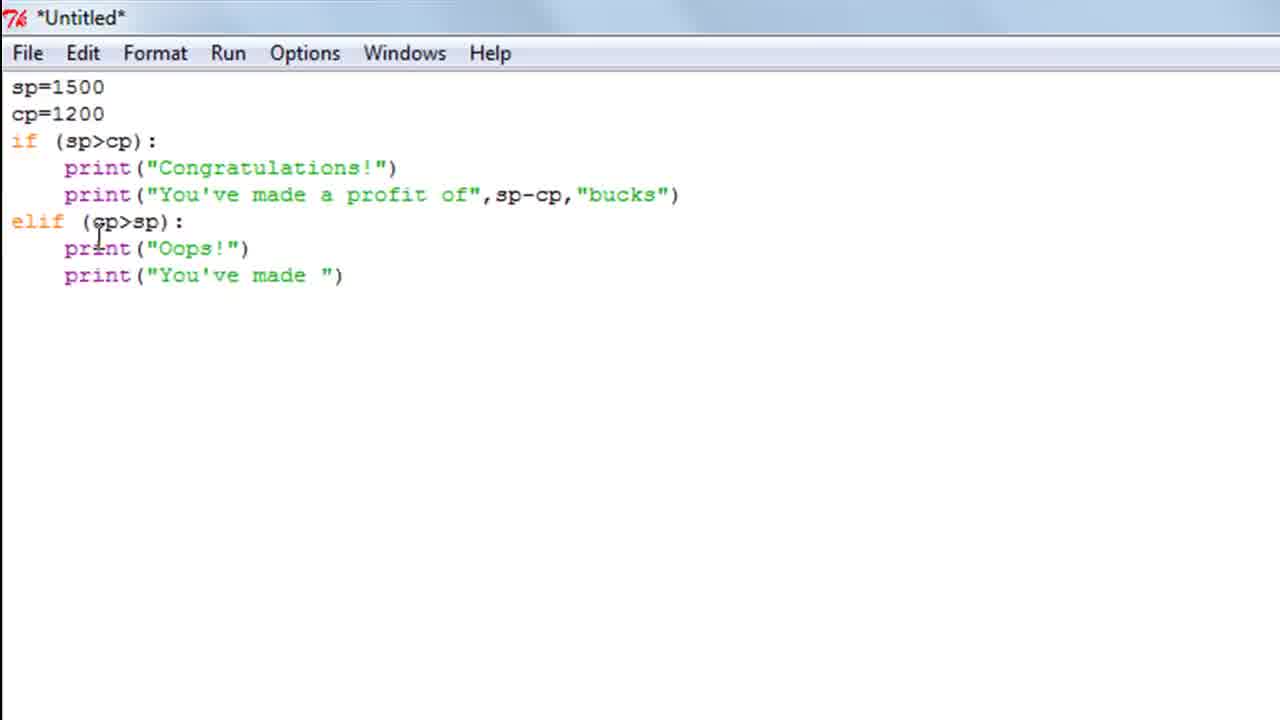 *Untitled*
File Edit Format Run Options Windows Help
sp=1500
cp=1200
if (sp>cp):
    print("Congratulations!")
    print("You've made a profit of",sp-cp,"bucks")
elif (cp>sp):
    print("Oops!")
    print("You've made ")